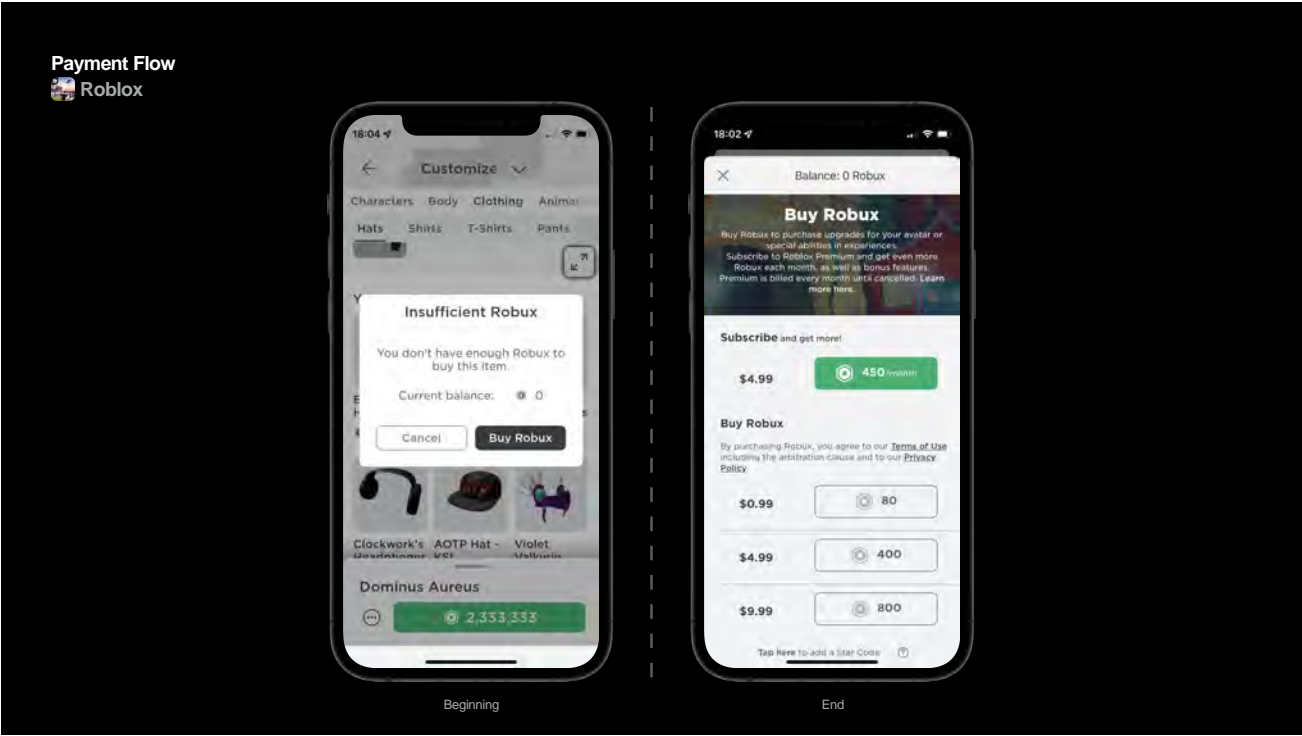 Payment Flow
Roblox
18:04
Customize
Characters Body Clothing Animat
Hats Shirts T-Shirts Pants
Y
Insufficient Robux
You don't have enough Robux to
buy this item.
Current balance: 0
Cancel Buy Robux
Clockwork's AOTP Hat - Violet
Headphones KSI Valkyrie
Dominus Aureus
2,333,333
Beginning
18:02
Balance: 0 Robux
Buy Robux
Buy Robux to purchase upgrades for your avatar or
special abilities in experiences.
Subscribe to Roblox Premium and get even more
Robux each month, as well as bonus features.
Premium is billed every month until cancelled. Learn
more here.
Subscribe and get more!
$4.99 450/month
Buy Robux
By purchasing Robux, you agree to our Terms of Use
including the arbitration clause and to our Privacy
Policy
$0.99 80
$4.99 400
$9.99 800
Tap here to add a Star Code
End